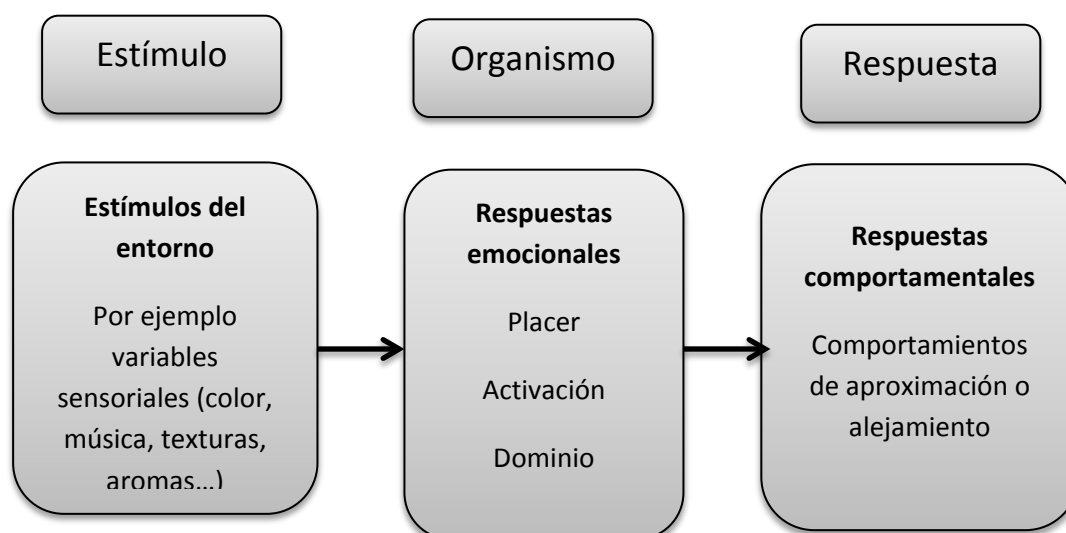 Estímulo
Organismo
Respuesta
Estímulos del
entorno
Por ejemplo
variables
sensoriales (color,
música, texturas,
aromas…)
Respuestas
emocionales
Placer
Activación
Dominio
Respuestas
comportamentales
Comportamientos
de aproximación o
alejamiento